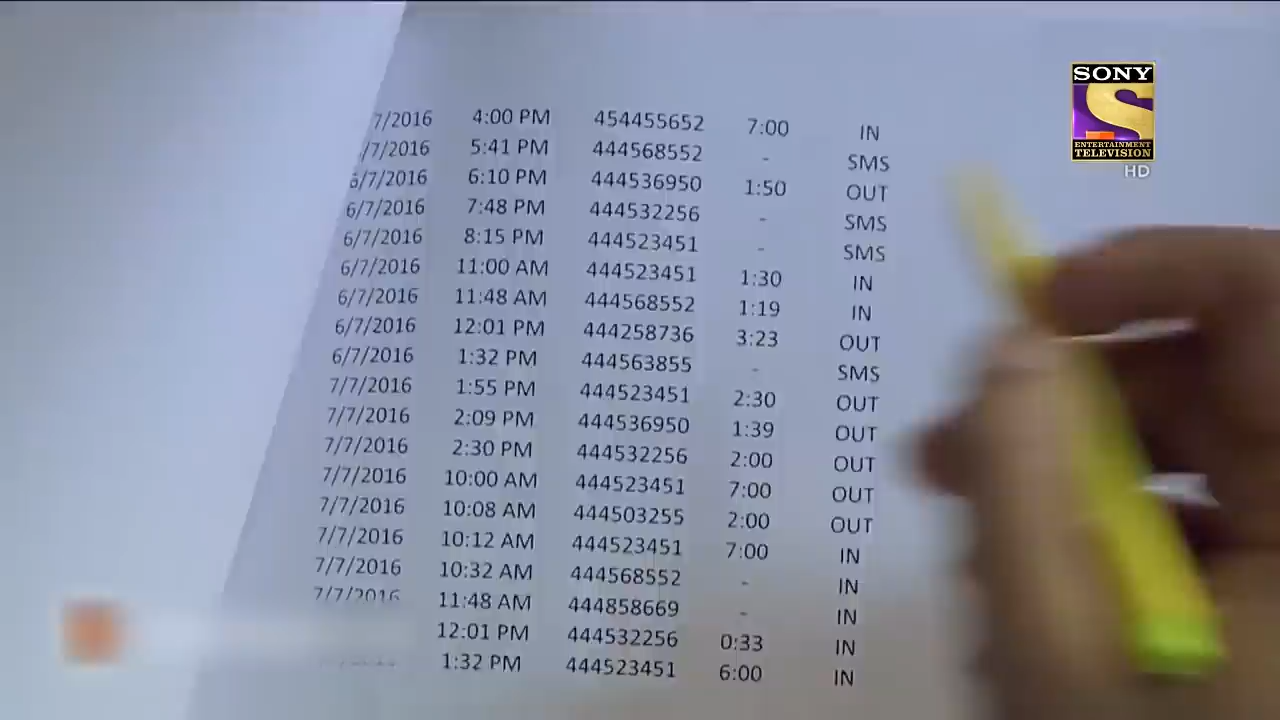 7/2016 4:00 PM 454455652 7:00 IN
/7/2016 5:41 PM 444568552 - SMS
6/7/2016 6:10 PM 444536950 1:50 OUT
6/7/2016 7:48 PM 444532256 - SMS
6/7/2016 8:15 PM 444523451 - SMS
6/7/2016 11:00 AM 444523451 1:30 IN
6/7/2016 11:48 AM 444568552 1:19 IN
6/7/2016 12:01 PM 444258736 3:23 OUT
6/7/2016 1:32 PM 444563855 - SMS
7/7/2016 1:55 PM 444523451 2:30 OUT
7/7/2016 2:09 PM 444536950 1:39 OUT
7/7/2016 2:30 PM 444532256 2:00 OUT
7/7/2016 10:00 AM 444523451 7:00 OUT
7/7/2016 10:08 AM 444503255 2:00 OUT
7/7/2016 10:12 AM 444523451 7:00 IN
7/7/2016 10:32 AM 444568552 - IN
7/7/2016 11:48 AM 444858669 - IN
12:01 PM 444532256 0:33 IN
1:32 PM 444523451 6:00 IN
SONY
S
ENTERTAINMENT
TELEVISION
HD